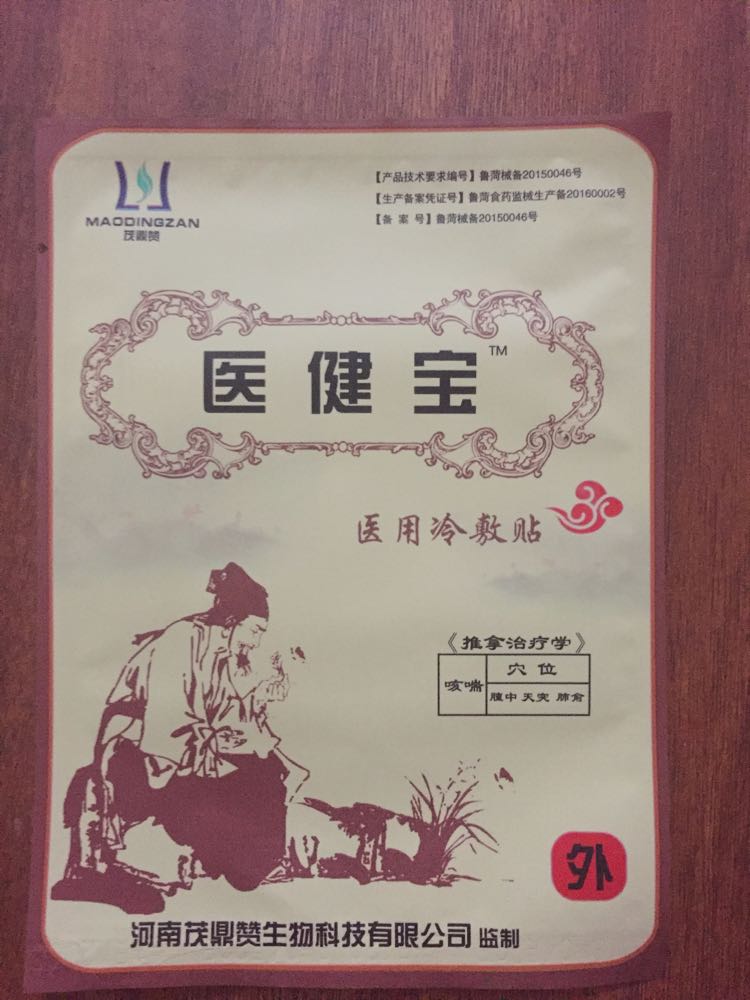 MAODINGZAN
茂鼎赞
【产品技术要求编号】鲁菏械备20150046号
【生产备案凭证号】鲁菏食药监械生产备20160002号
【备 案 号】鲁菏械备20150046号
医健宝™
医用冷敷贴
《推拿治疗学》
咳喘
穴位
膻中 天突 肺俞
外
河南茂鼎赞生物科技有限公司 监制